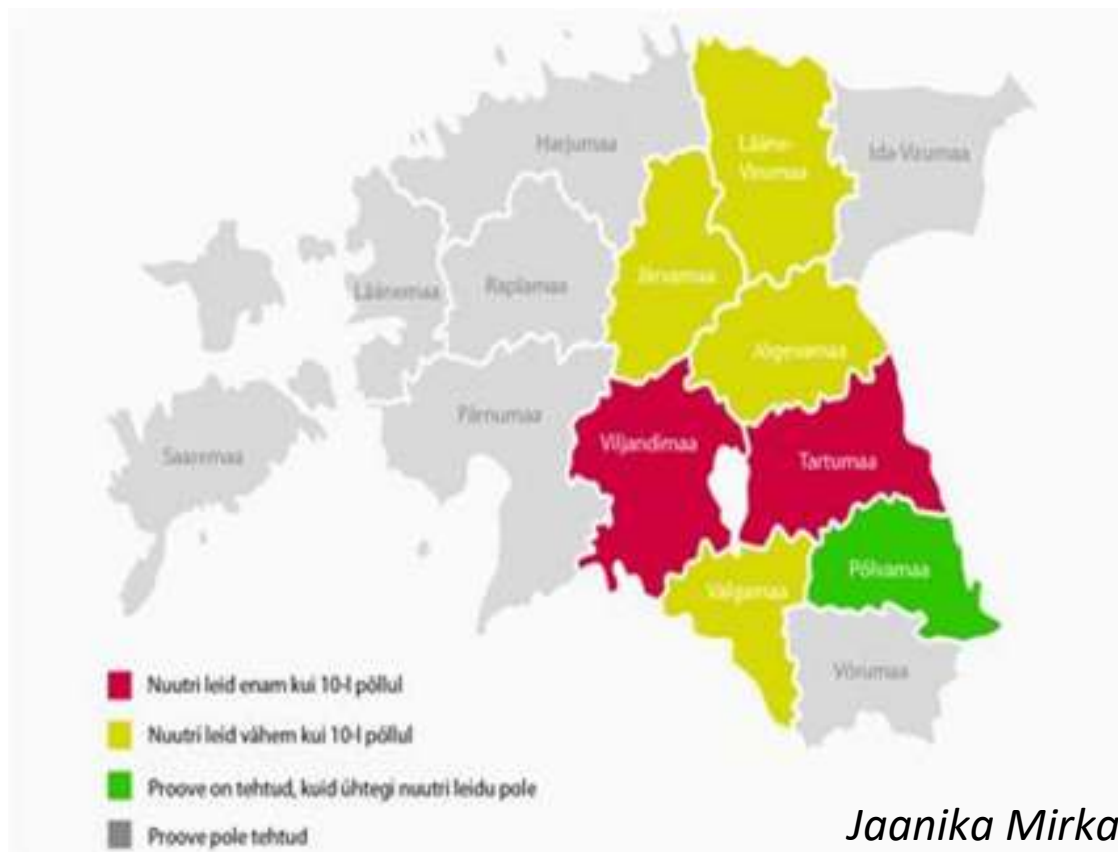 Harjumaa
Lääne-
Virumaa
Ida-Virumaa
Läänemaa
Raplamaa
Järvamaa
Jõgevamaa
Pärnumaa
Saaremaa
Viljandimaa
Tartumaa
Põlvamaa
Valgamaa
Võrumaa
Nuutri leid enam kui 10-l põllul
Nuutri leid vähem kui 10-l põllul
Proove on tehtud, kuid ühtegi nuutri leidu pole
Proove pole tehtud
Jaanika Mirka